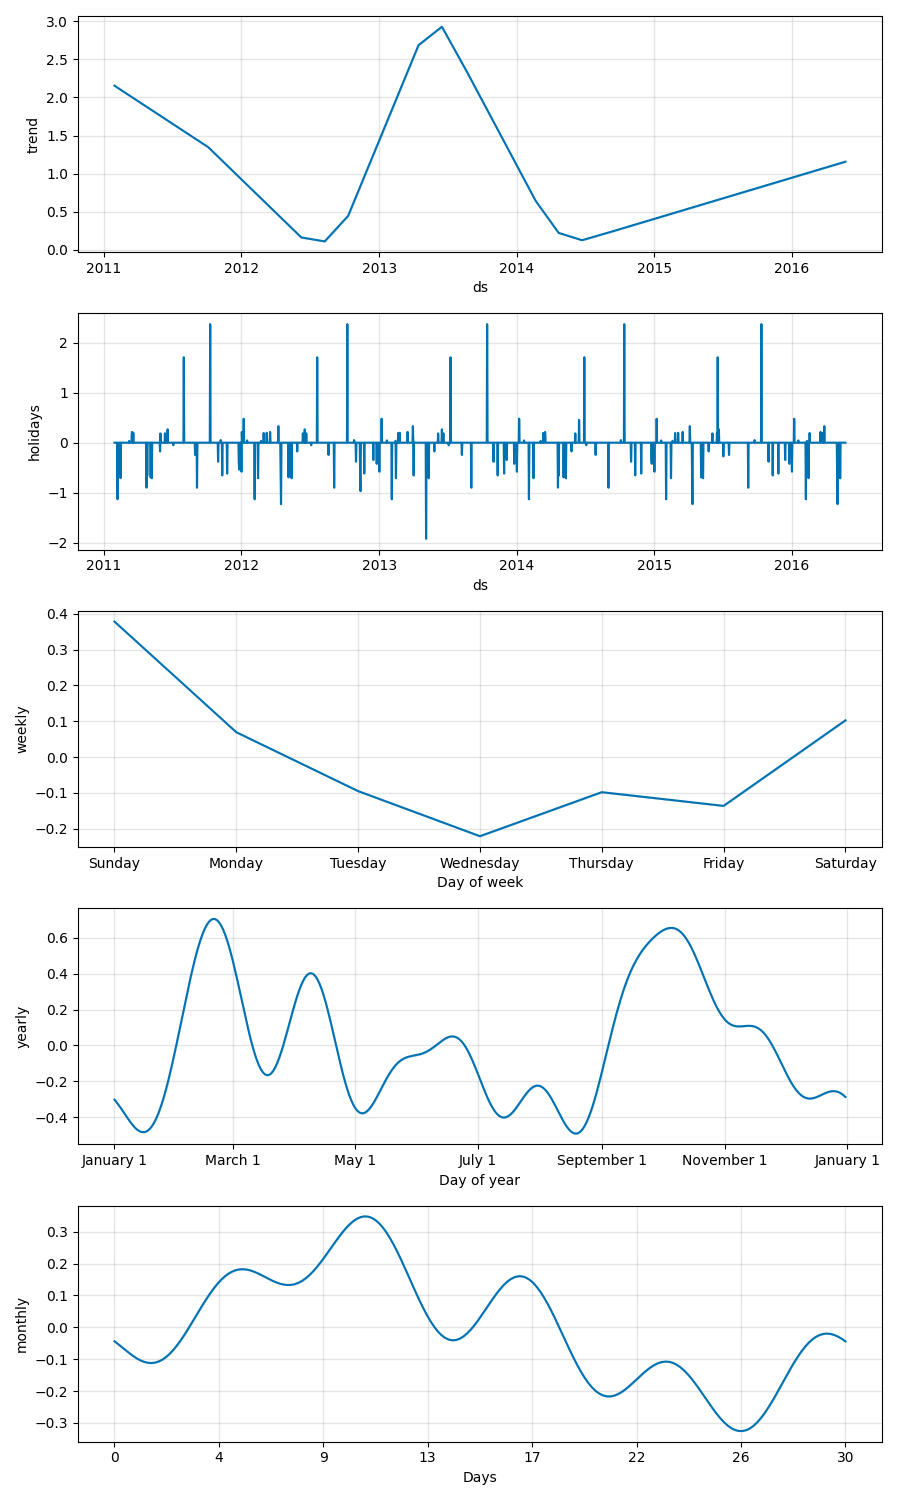 3.0
2.5
2.0
1.5
1.0
0.5
0.0
trend
2011 2012 2013 2014 2015 2016
ds
2
1
0
−1
−2
holidays
2011 2012 2013 2014 2015 2016
ds
0.4
0.3
0.2
0.1
0.0
−0.1
−0.2
weekly
Sunday Monday Tuesday Wednesday Thursday Friday Saturday
Day of week
0.6
0.4
0.2
0.0
−0.2
−0.4
yearly
January 1 March 1 May 1 July 1 September 1 November 1 January 1
Day of year
0.3
0.2
0.1
0.0
−0.1
−0.2
−0.3
monthly
0 4 9 13 17 22 26 30
Days